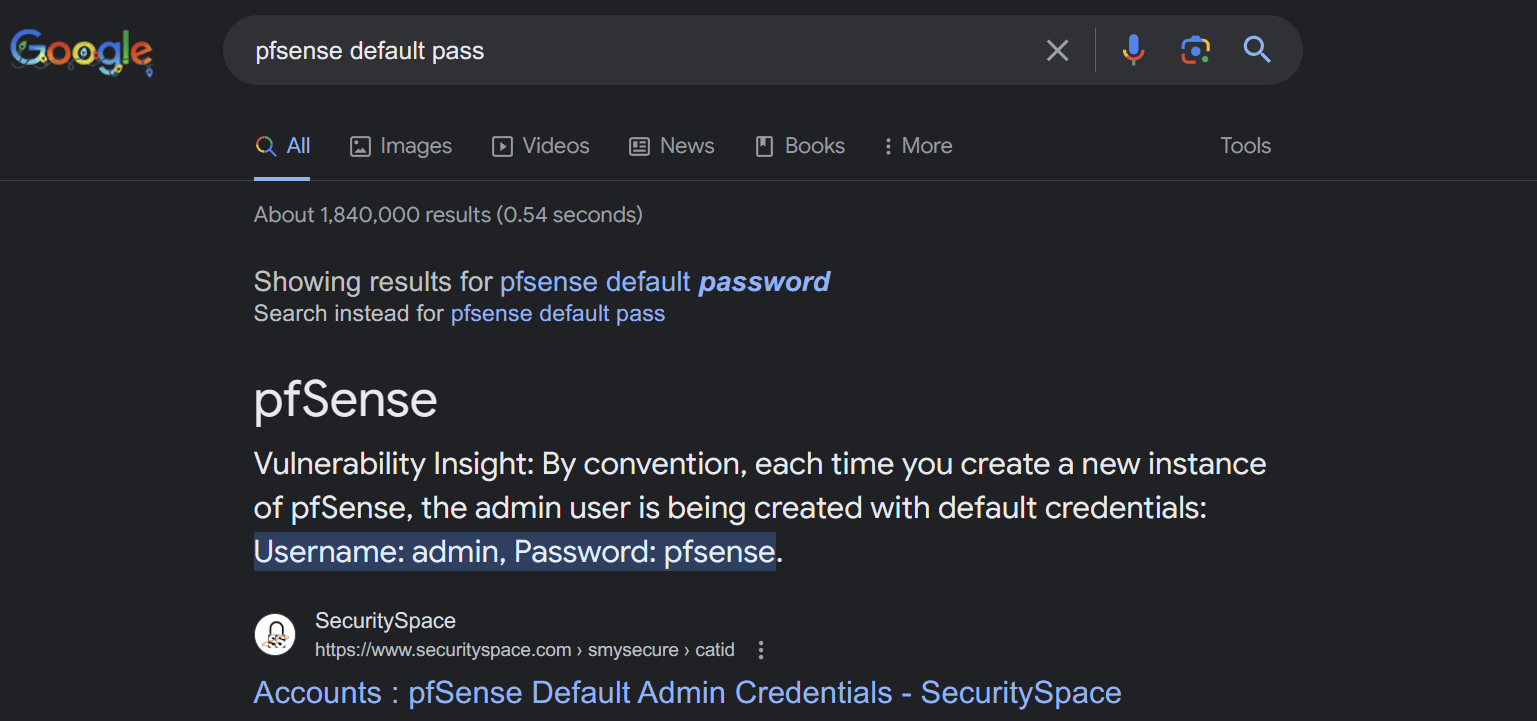 Google
pfsense default pass
All Images Videos News Books More Tools
About 1,840,000 results (0.54 seconds)
Showing results for pfsense default password
Search instead for pfsense default pass
pfSense
Vulnerability Insight: By convention, each time you create a new instance
of pfSense, the admin user is being created with default credentials:
Username: admin, Password: pfsense.
SecuritySpace
https://www.securityspace.com › smysecure › catid
Accounts : pfSense Default Admin Credentials - SecuritySpace